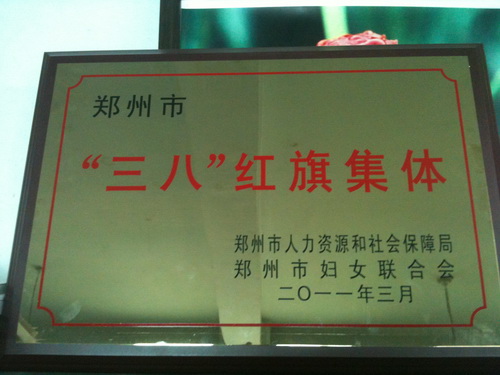 郑州市
“三八”红旗集体
郑州市人力资源和社会保障局
郑州市妇女联合会
二〇一一年三月